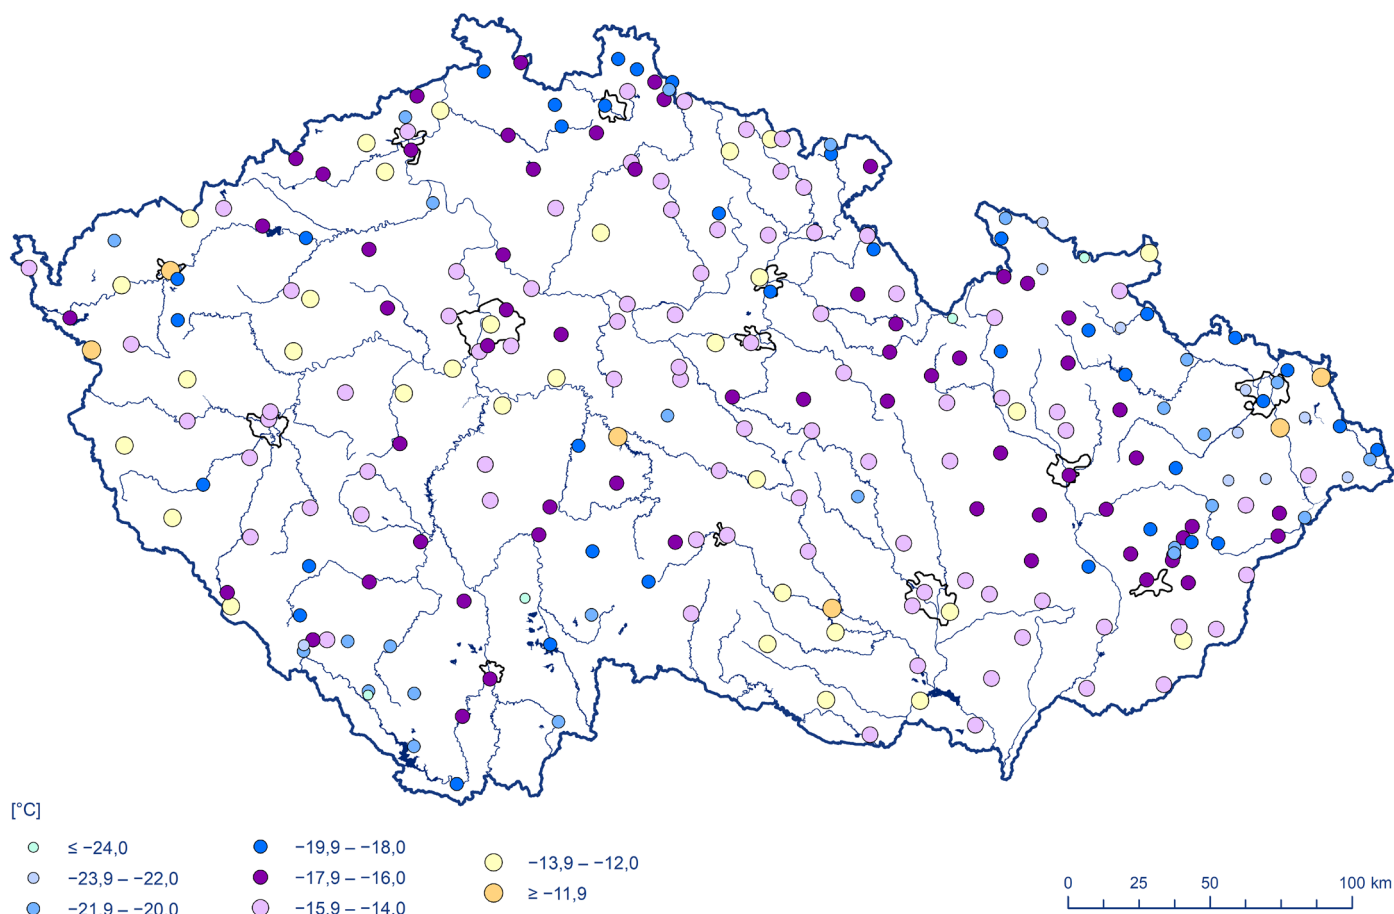 [°C]
≤ −24,0
−23,9 – −22,0
−21,9 – −20,0
−19,9 – −18,0
−17,9 – −16,0
−15,9 – −14,0
−13,9 – −12,0
≥ −11,9
0 25 50 100 km